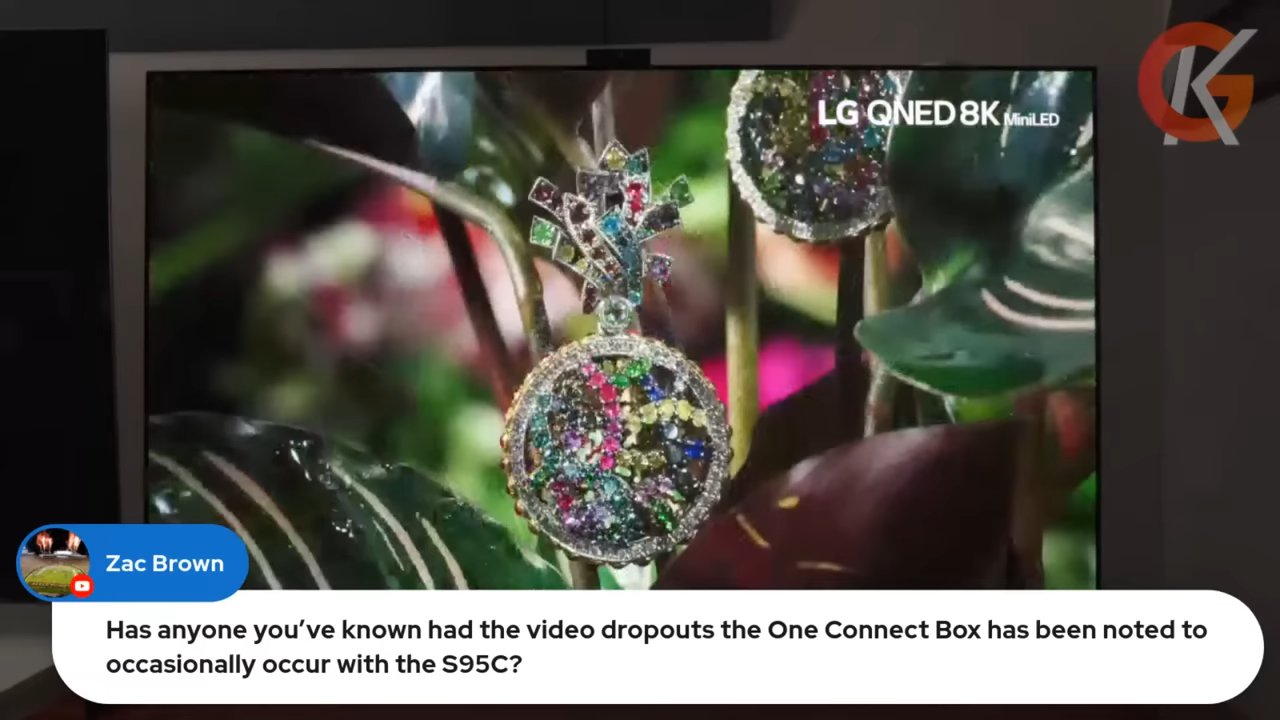 LG QNED 8K MiniLED
GK
Zac Brown
Has anyone you’ve known had the video dropouts the One Connect Box has been noted to
occasionally occur with the S95C?